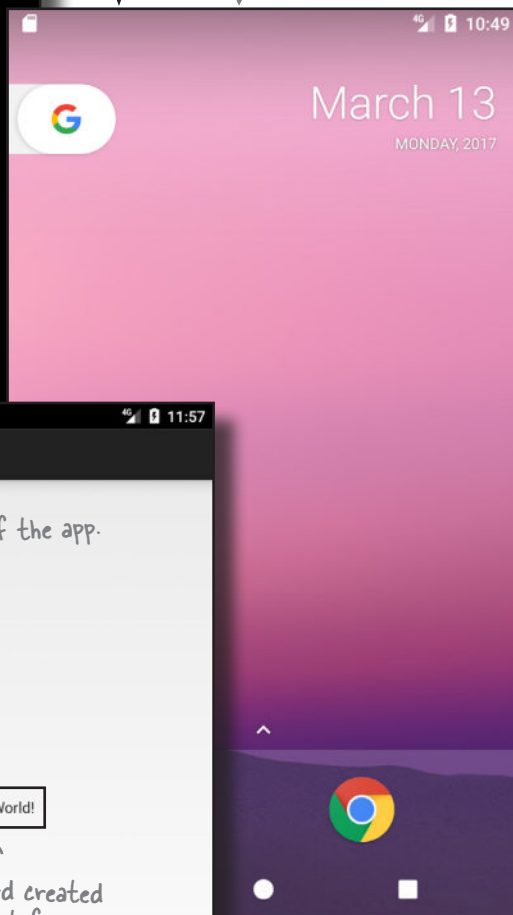 4G 10:49
G
March 13
MONDAY, 2017
4G 11:57
f the app.
World!
d created